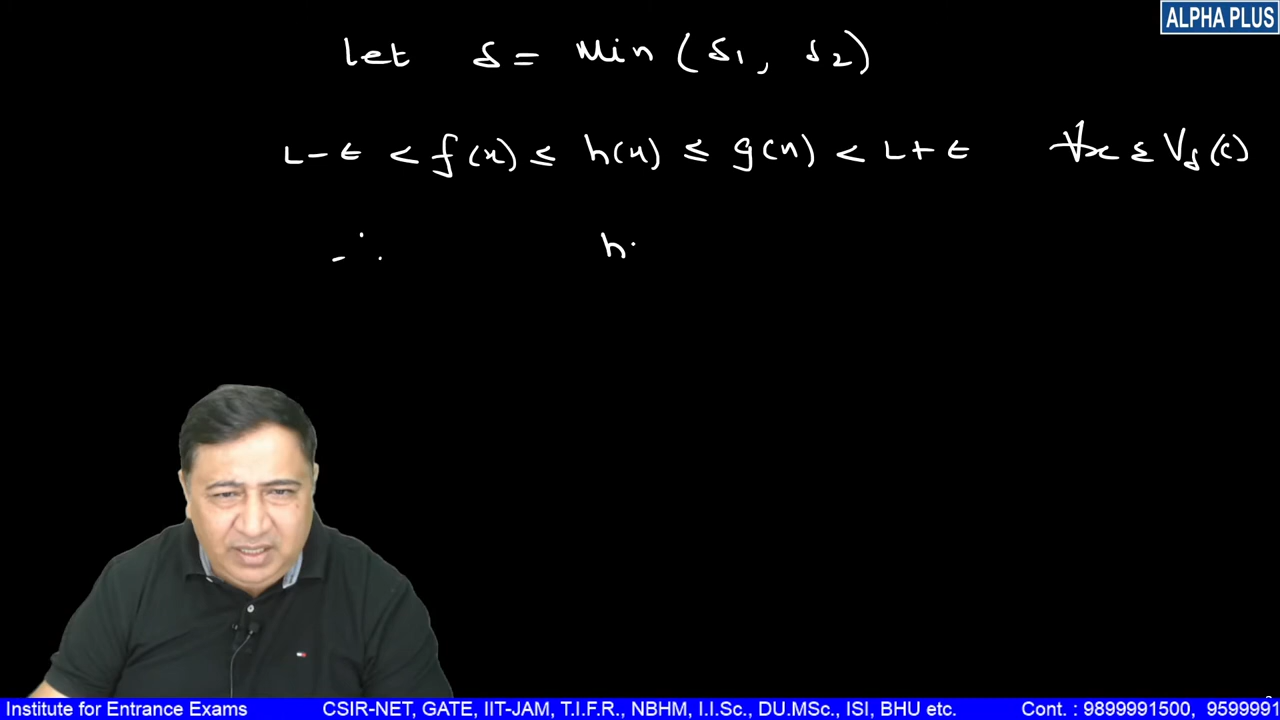 ALPHA PLUS
Let δ = Min (δ1, δ2)
L - ε < f(x) ≤ h(x) ≤ g(x) < L + ε ∀x ε Vδ(c)
∴ h
Institute for Entrance Exams CSIR-NET, GATE, IIT-JAM, T.I.F.R., NBHM, I.I.Sc., DU.MSc., ISI, BHU etc. Cont. : 9899991500, 9599991